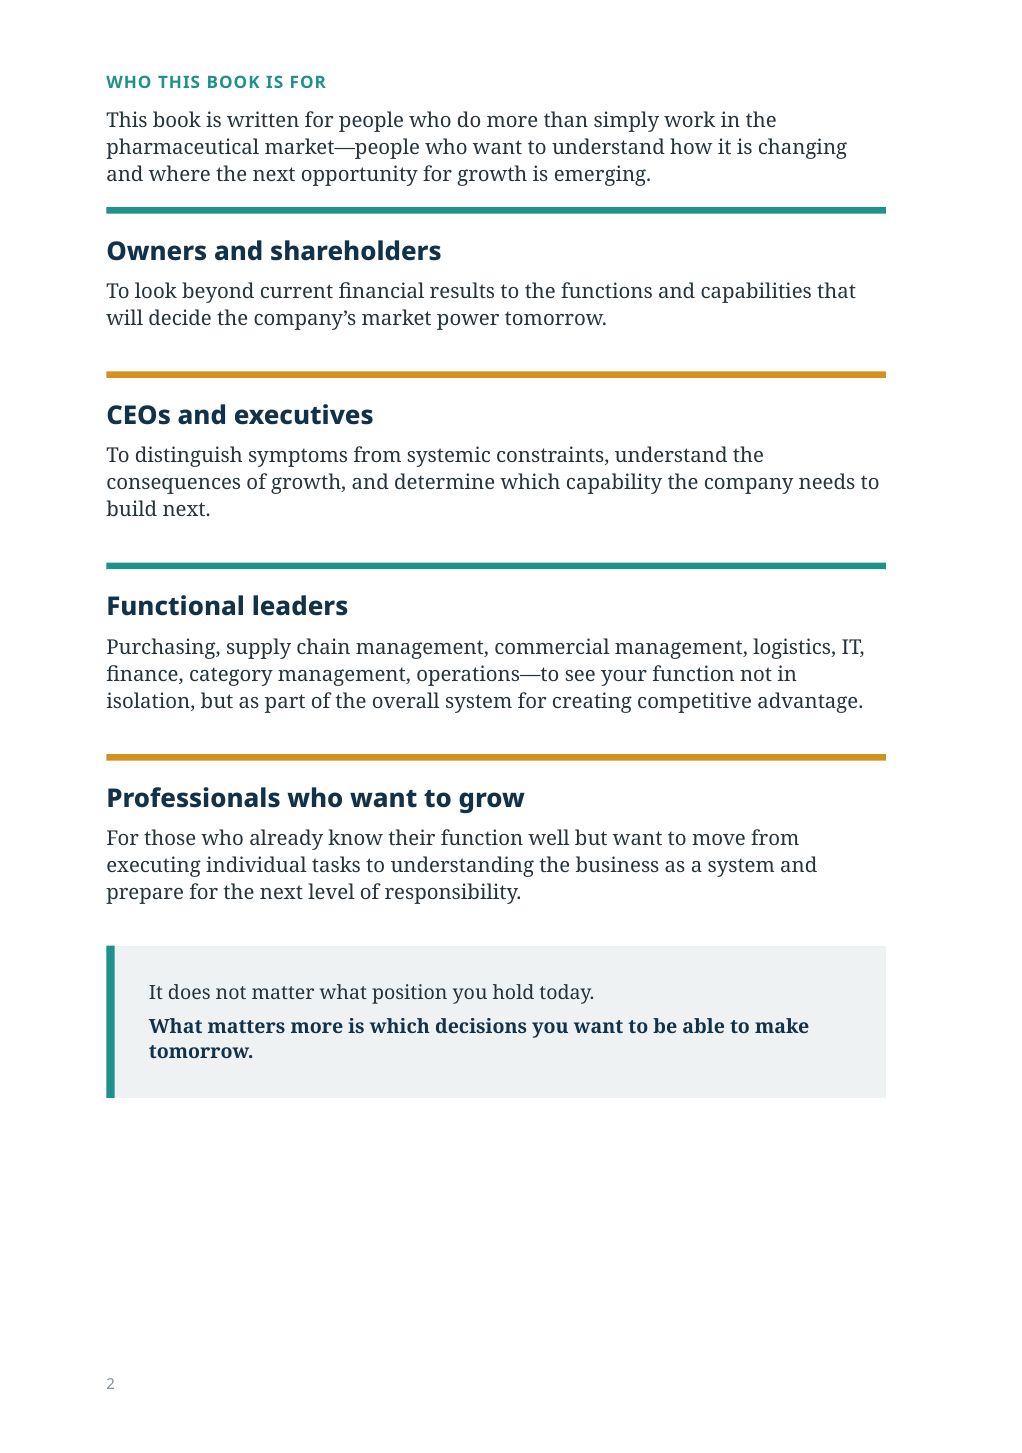 WHO THIS BOOK IS FOR
This book is written for people who do more than simply work in the
pharmaceutical market—people who want to understand how it is changing
and where the next opportunity for growth is emerging.
Owners and shareholders
To look beyond current financial results to the functions and capabilities that
will decide the company’s market power tomorrow.
CEOs and executives
To distinguish symptoms from systemic constraints, understand the
consequences of growth, and determine which capability the company needs to
build next.
Functional leaders
Purchasing, supply chain management, commercial management, logistics, IT,
finance, category management, operations—to see your function not in
isolation, but as part of the overall system for creating competitive advantage.
Professionals who want to grow
For those who already know their function well but want to move from
executing individual tasks to understanding the business as a system and
prepare for the next level of responsibility.
It does not matter what position you hold today.
What matters more is which decisions you want to be able to make
tomorrow.
2